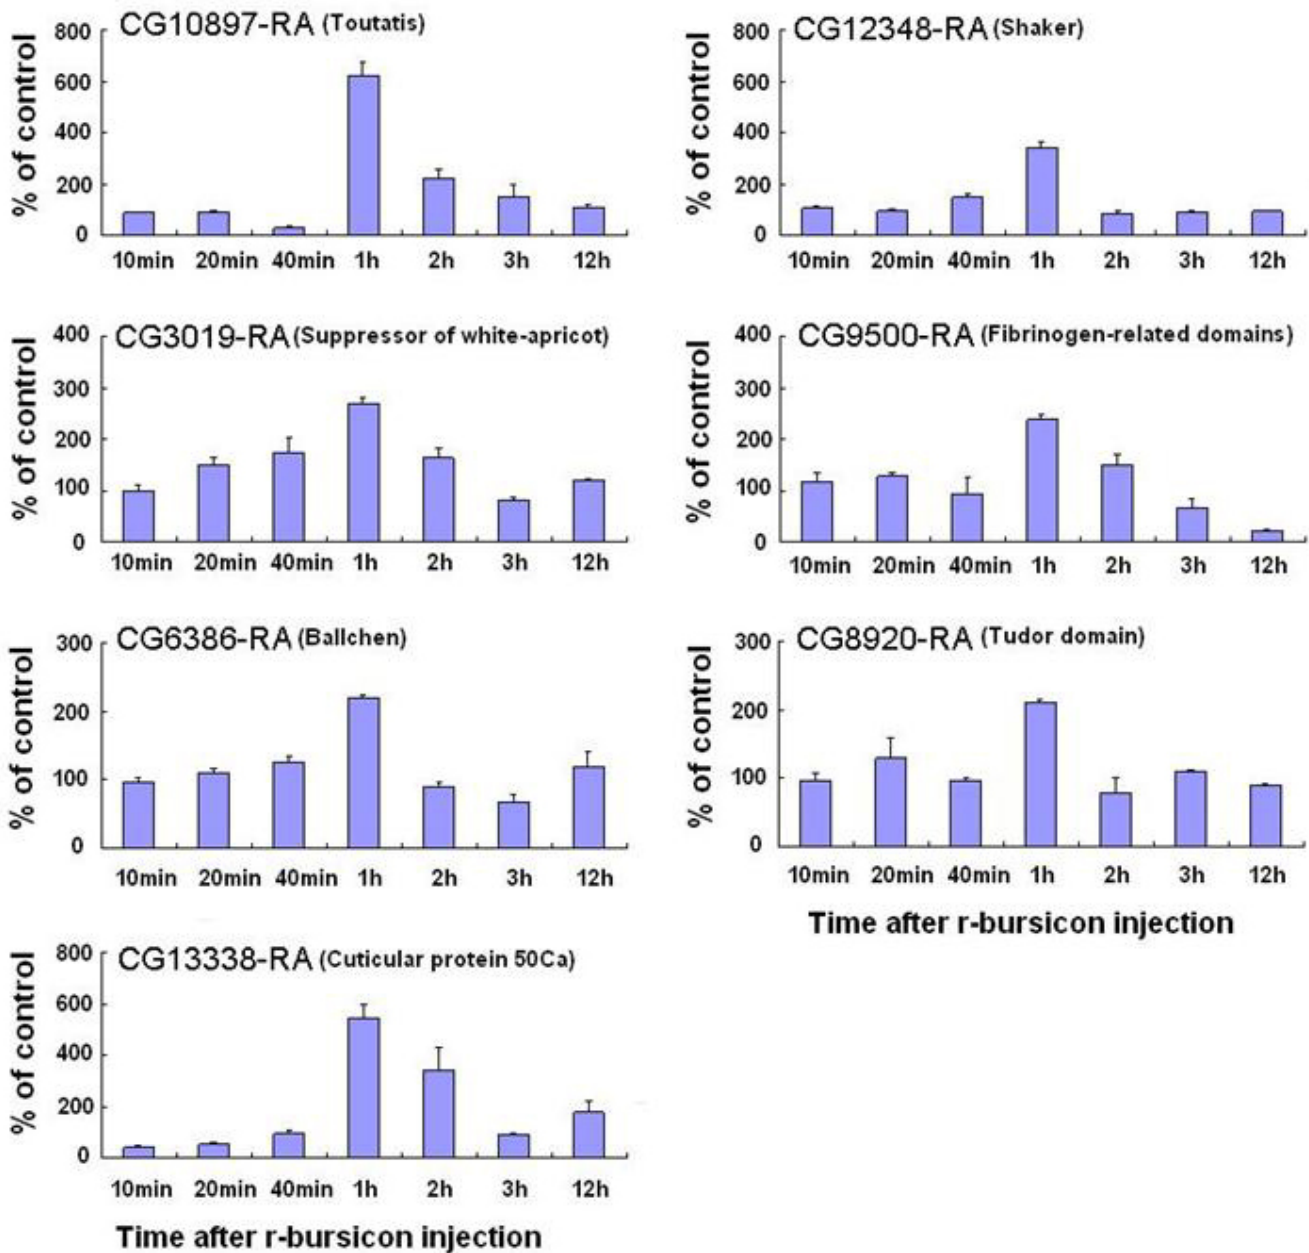 CG10897-RA (Toutatis)
% of control
800
600
400
200
0
10min 20min 40min 1h 2h 3h 12h
CG12348-RA (Shaker)
% of control
800
600
400
200
0
10min 20min 40min 1h 2h 3h 12h
CG3019-RA (Suppressor of white-apricot)
% of control
400
300
200
100
0
10min 20min 40min 1h 2h 3h 12h
CG9500-RA (Fibrinogen-related domains)
% of control
400
300
200
100
0
10min 20min 40min 1h 2h 3h 12h
CG6386-RA (Ballchen)
% of control
300
200
100
0
10min 20min 40min 1h 2h 3h 12h
CG8920-RA (Tudor domain)
% of control
300
200
100
0
10min 20min 40min 1h 2h 3h 12h
Time after r-bursicon injection
CG13338-RA (Cuticular protein 50Ca)
% of control
800
600
400
200
0
10min 20min 40min 1h 2h 3h 12h
Time after r-bursicon injection